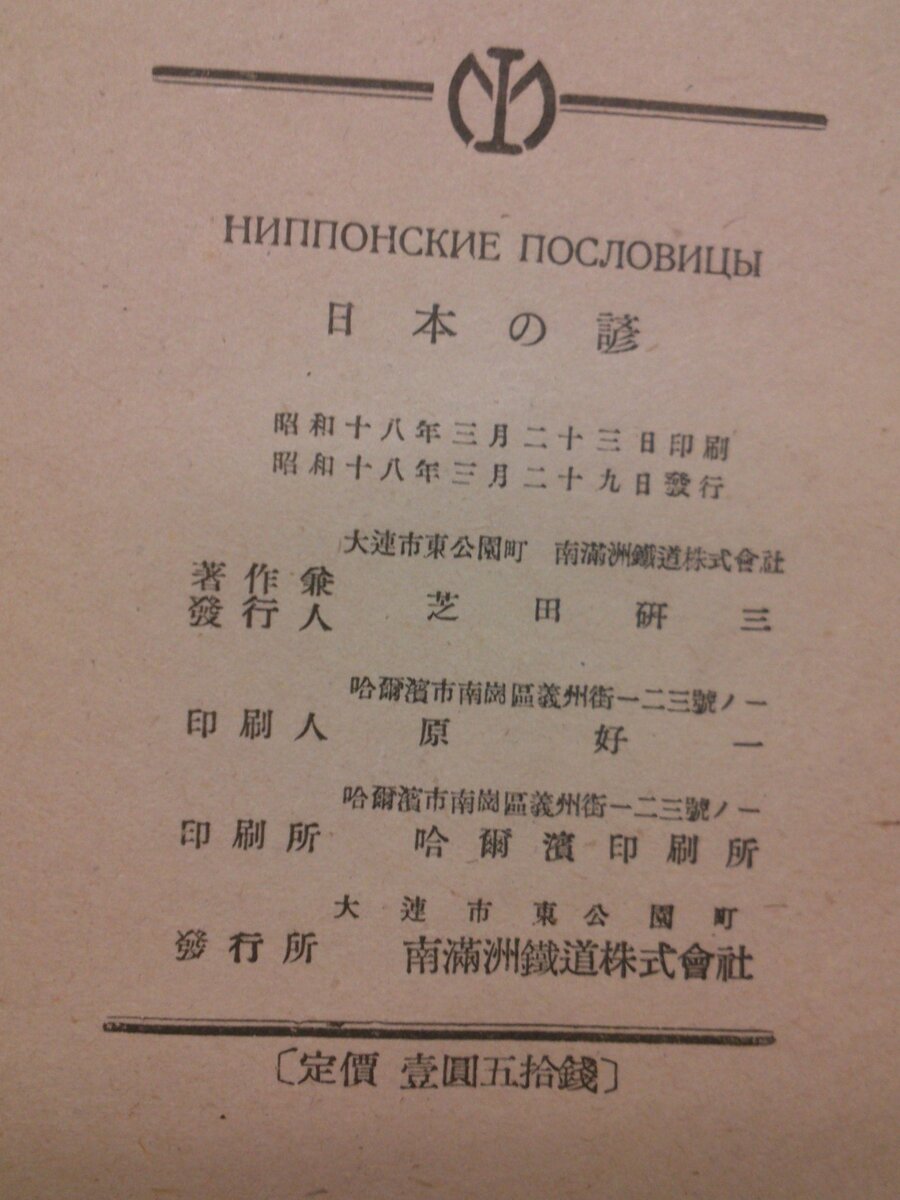 НИППОНСКИЕ ПОСЛОВИЦЫ
日本の諺
昭和十八年三月二十三日印刷
昭和十八年三月二十九日發行
大連市東公園町 南滿洲鐵道株式會社
著作兼
發行人 芝田硏三
哈爾濱市南崗區義州街一二三號ノ一
印刷人 原好一
哈爾濱市南崗區義州街一二三號ノ一
印刷所 哈爾濱印刷所
大連市東公園町
發行所 南滿洲鐵道株式會社
〔定價 壹圓五拾錢〕